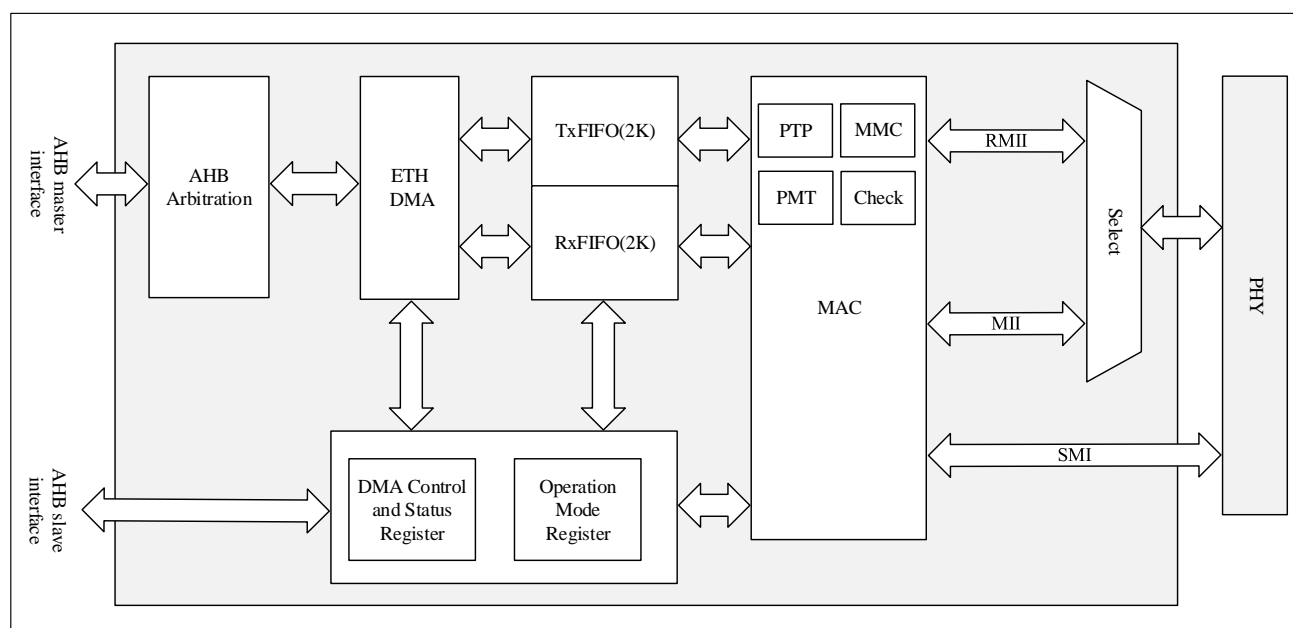 AHB master
interface
AHB
Arbitration
ETH
DMA
TxFIFO(2K)
RxFIFO(2K)
PTP
MMC
PMT
Check
MAC
RMII
MII
SMI
Select
PHY
AHB slave
interface
DMA Control
and Status
Register
Operation
Mode
Register